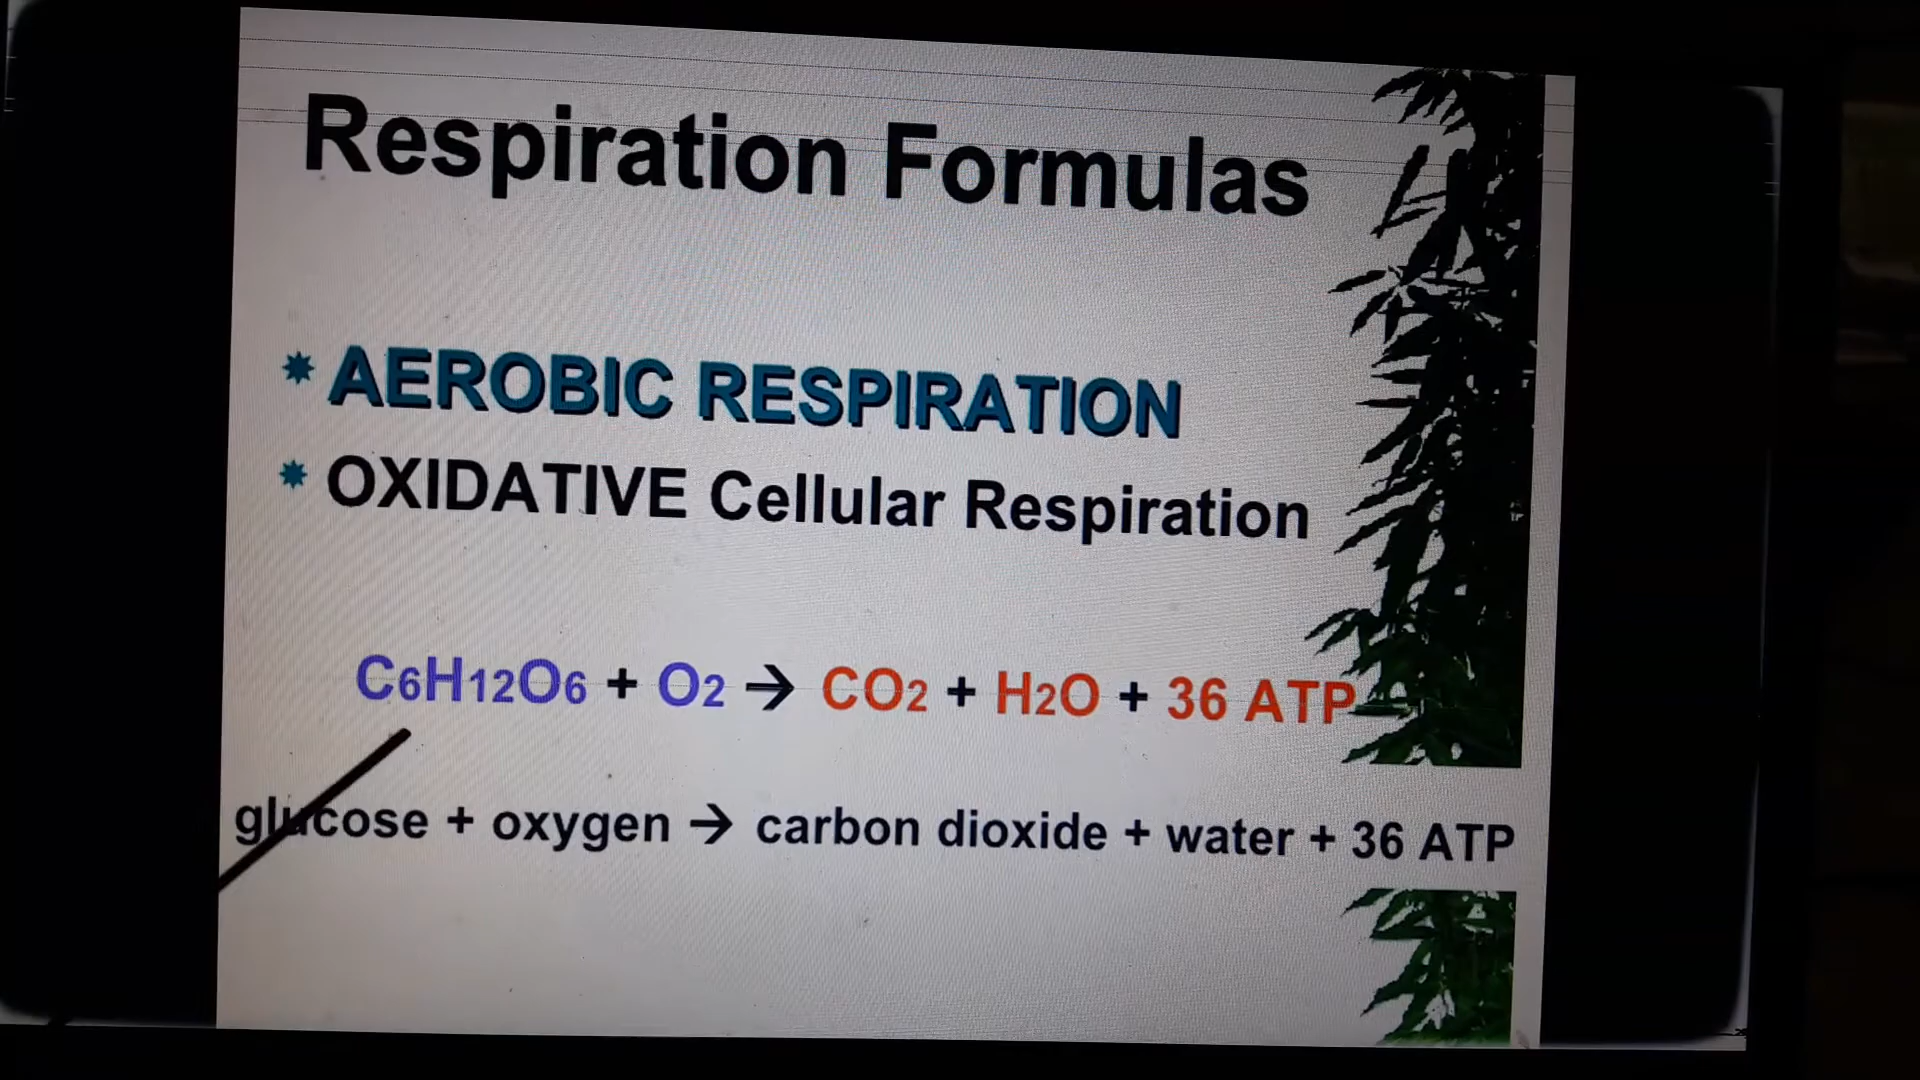 Respiration Formulas
* AEROBIC RESPIRATION
* OXIDATIVE Cellular Respiration
C6H12O6 + O2 → CO2 + H2O + 36 ATP
glucose + oxygen → carbon dioxide + water + 36 ATP